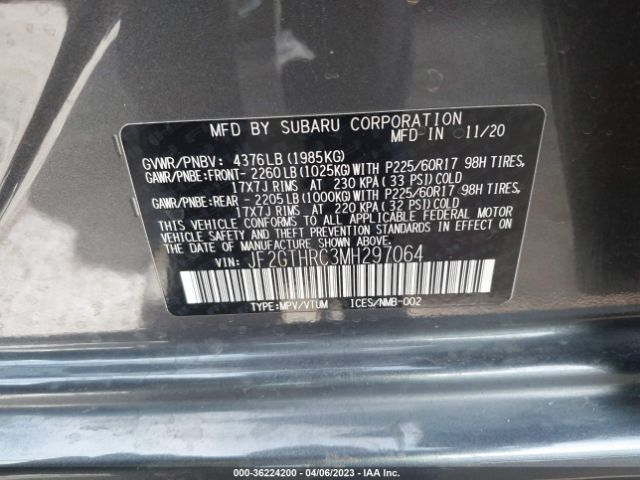 MFD BY SUBARU CORPORATION
MFD IN 11/20
GVWR/PNBV: 4376LB(1985KG)
GAWR/PNBE:FRONT- 2260LB(1025KG)WITH P225/60R17 98H TIRES,
17X7J RIMS AT 230 KPA(33 PSI)COLD
GAWR/PNBE:REAR - 2205LB(1000KG)WITH P225/60R17 98H TIRES,
17X7J RIMS AT 220 KPA(32 PSI)COLD
THIS VEHICLE CONFORMS TO ALL APPLICABLE FEDERAL MOTOR
VEHICLE SAFETY AND THEFT PREVENTION STANDARDS IN EFFECT ON
THE DATE OF MANUFACTURE SHOWN ABOVE.
VIN: JF2GTHRC3MH297064
TYPE:MPV/VTUM ICES/NMB-002
000-36224200 - 04/06/2023 - IAA, Inc.